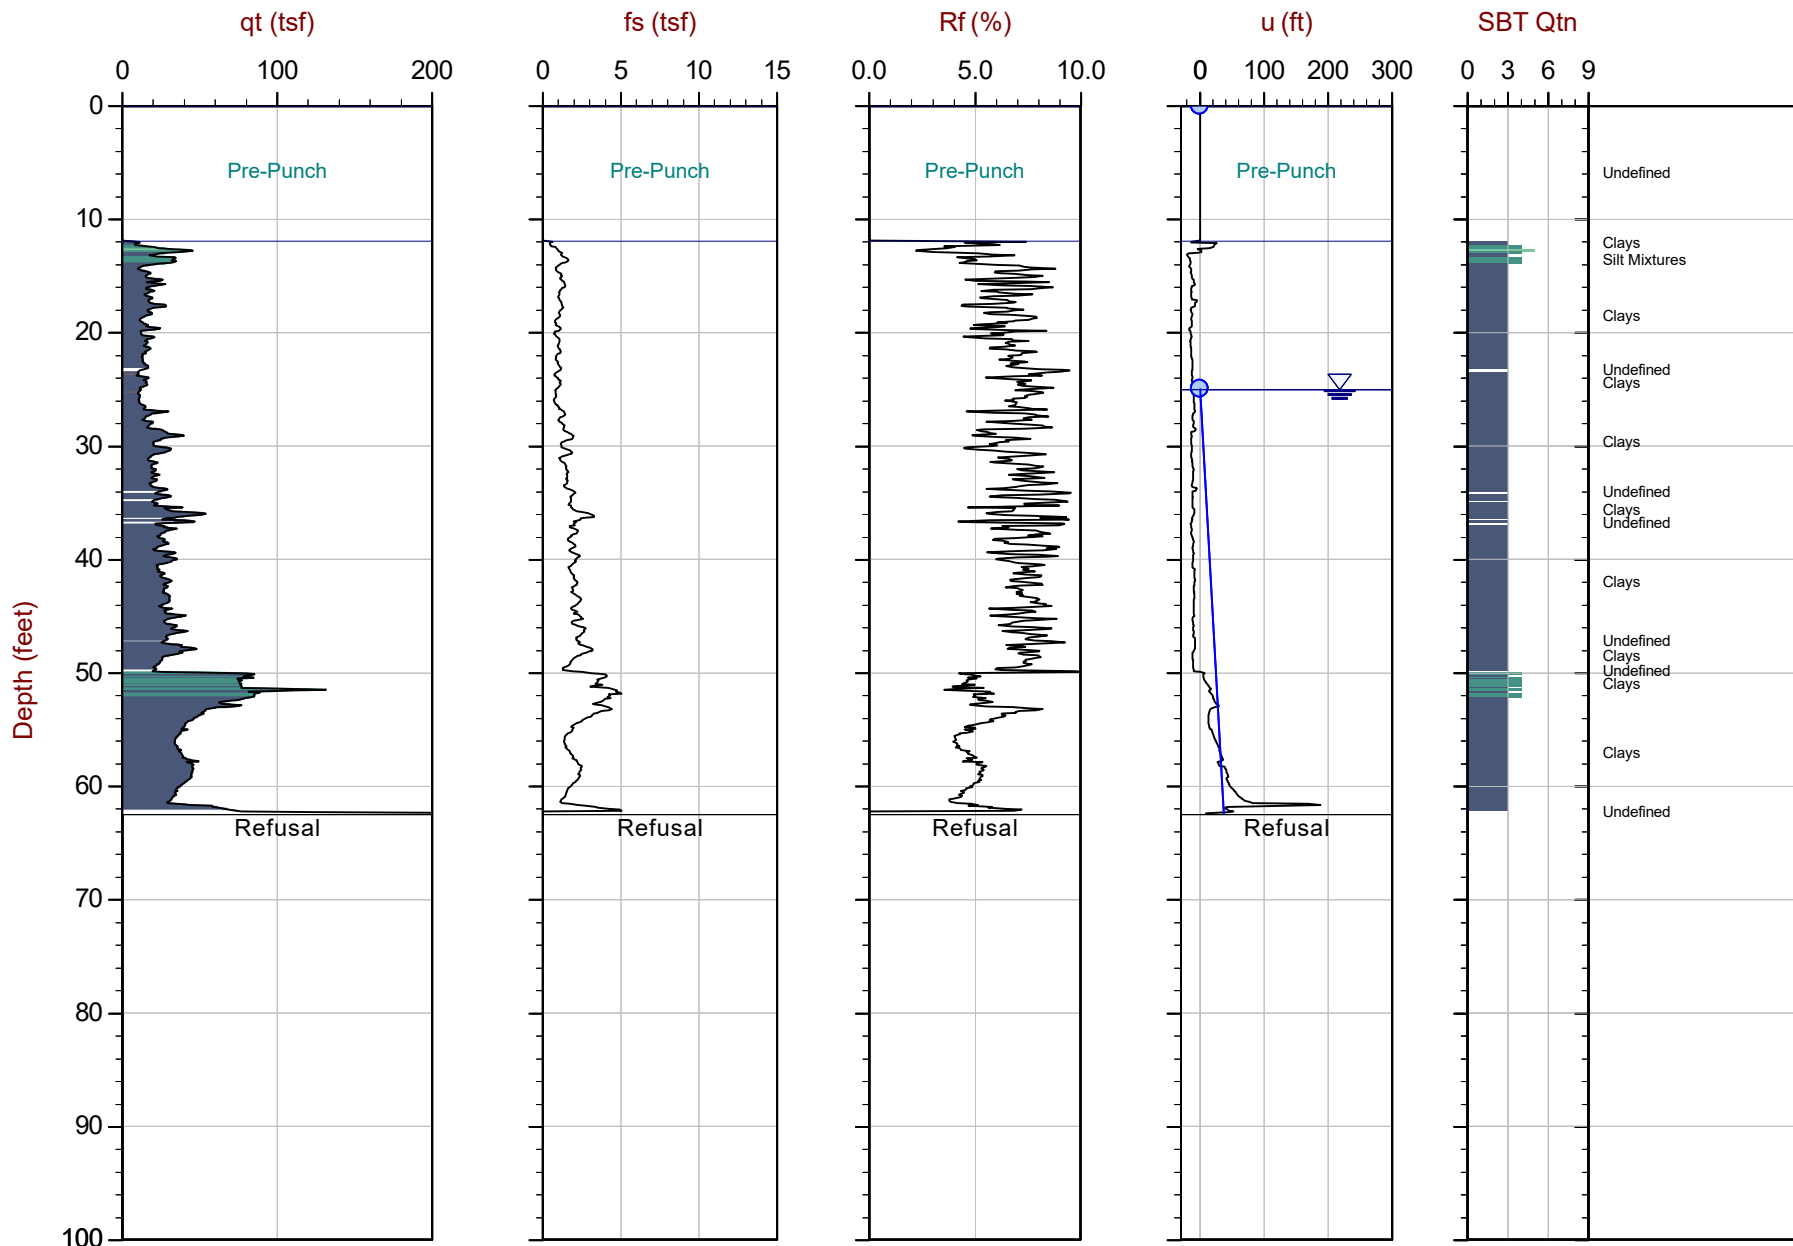 qt (tsf) fs (tsf) Rf (%) u (ft) SBT Qtn
0 100 200 0 5 10 15 0.0 5.0 10.0 0 100 200 300 0 3 6 9
0
Pre-Punch Pre-Punch Pre-Punch Pre-Punch Undefined
10
Clays
Silt Mixtures
Clays
20
Undefined
Clays
30 Clays
Undefined
Clays
Undefined
40
Clays
Undefined
Clays
50 Undefined
Clays
Clays
60
Undefined
Refusal Refusal Refusal Refusal
70
80
90
100
Depth (feet)